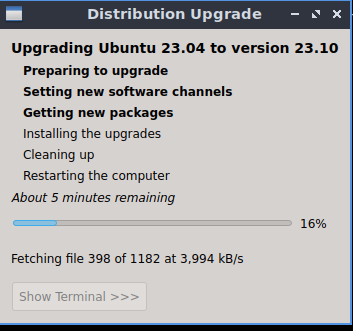 Distribution Upgrade
Upgrading Ubuntu 23.04 to version 23.10
Preparing to upgrade
Setting new software channels
Getting new packages
Installing the upgrades
Cleaning up
Restarting the computer
About 5 minutes remaining
16%
Fetching file 398 of 1182 at 3,994 kB/s
Show Terminal >>>